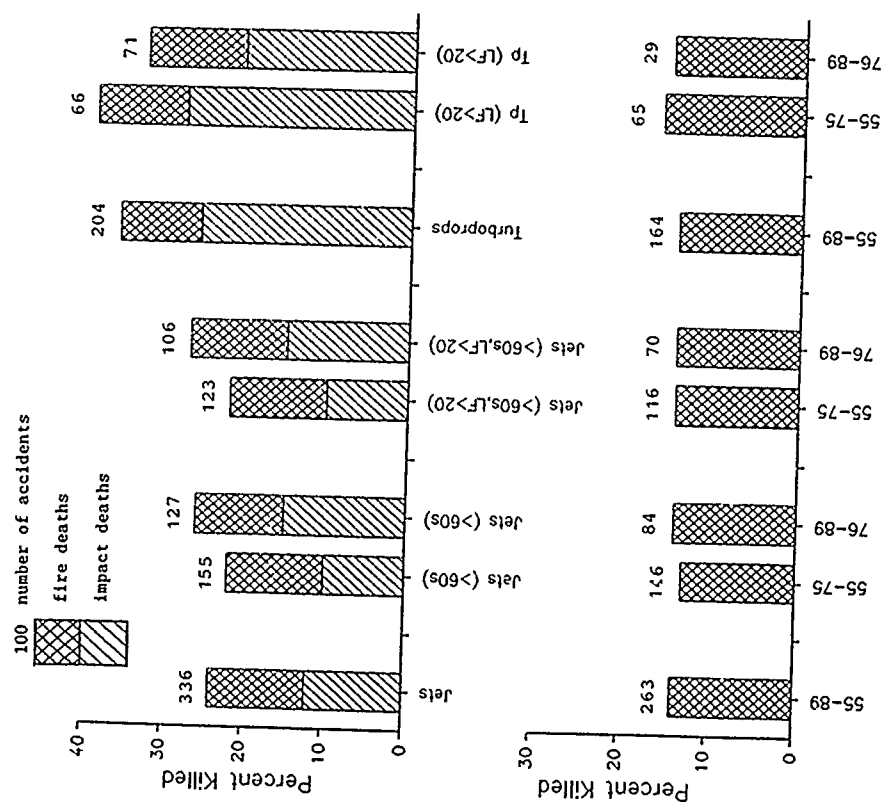 100 number of accidents
fire deaths
impact deaths
Percent Killed
40
30
20
10
0
336
155
127
123
106
204
66
71
Jets
Jets (>60s)
Jets (>60s)
Jets (>60s,LF>20)
Jets (>60s,LF>20)
Turboprops
Tp (LF>20)
Tp (LF>20)
Percent Killed
30
20
10
0
263
146
84
116
70
164
65
29
55-89
55-75
76-89
55-75
76-89
55-89
55-75
76-89